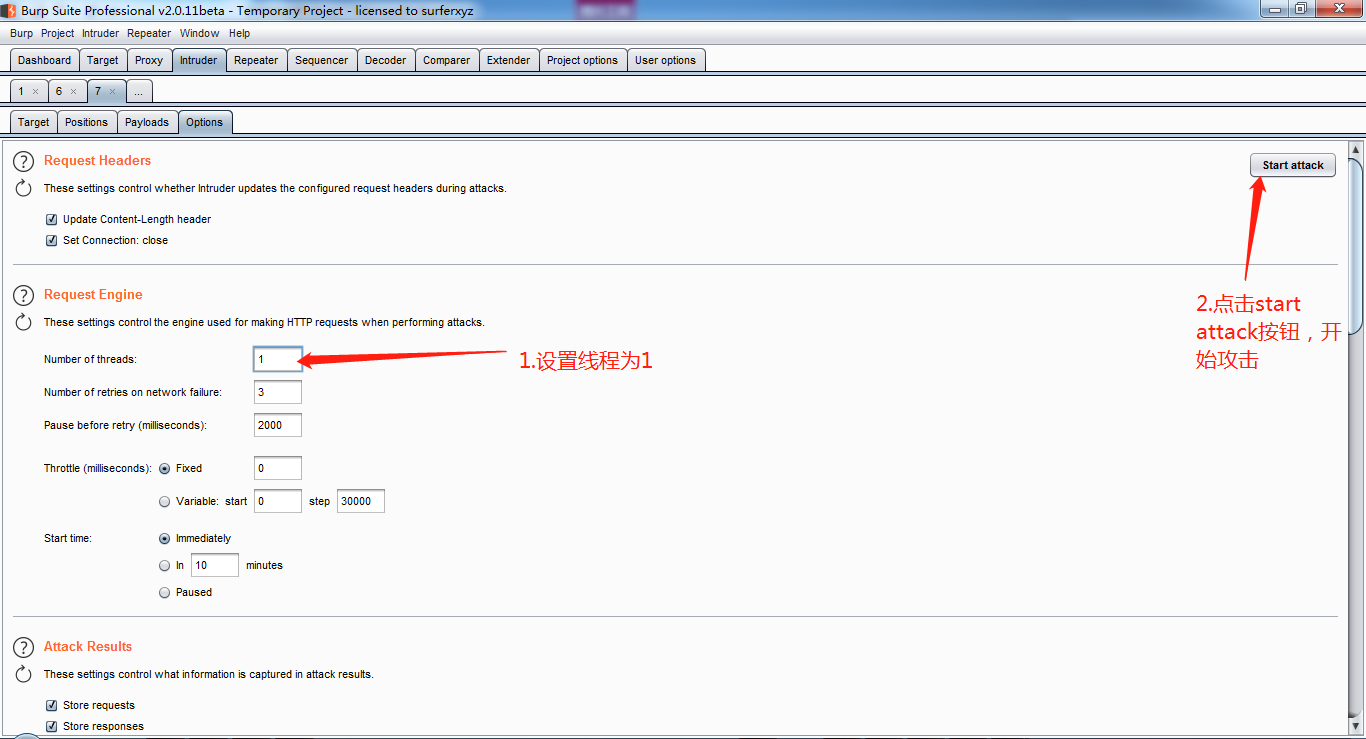 Burp Suite Professional v2.0.11beta - Temporary Project - licensed to surferxyz
Burp Project Intruder Repeater Window Help
Dashboard Target Proxy Intruder Repeater Sequencer Decoder Comparer Extender Project options User options
1 × 6 × 7 × ...
Target Positions Payloads Options
? Request Headers
Start attack
These settings control whether Intruder updates the configured request headers during attacks.
Update Content-Length header
Set Connection: close
? Request Engine
These settings control the engine used for making HTTP requests when performing attacks.
Number of threads: 1
1.设置线程为1
2.点击start
attack按钮，开
始攻击
Number of retries on network failure: 3
Pause before retry (milliseconds): 2000
Throttle (milliseconds): Fixed 0
Variable: start 0 step 30000
Start time: Immediately
In 10 minutes
Paused
? Attack Results
These settings control what information is captured in attack results.
Store requests
Store responses